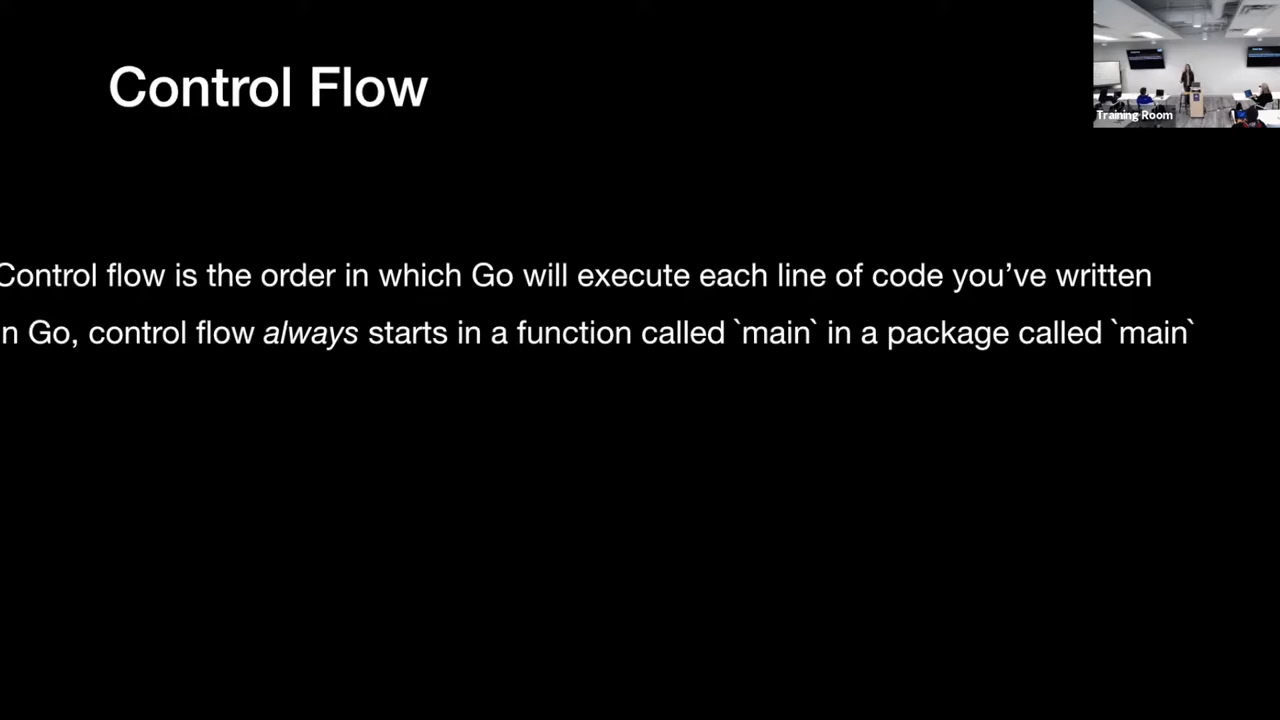 Control Flow
Training Room
Control flow is the order in which Go will execute each line of code you’ve written
n Go, control flow always starts in a function called `main` in a package called `main`